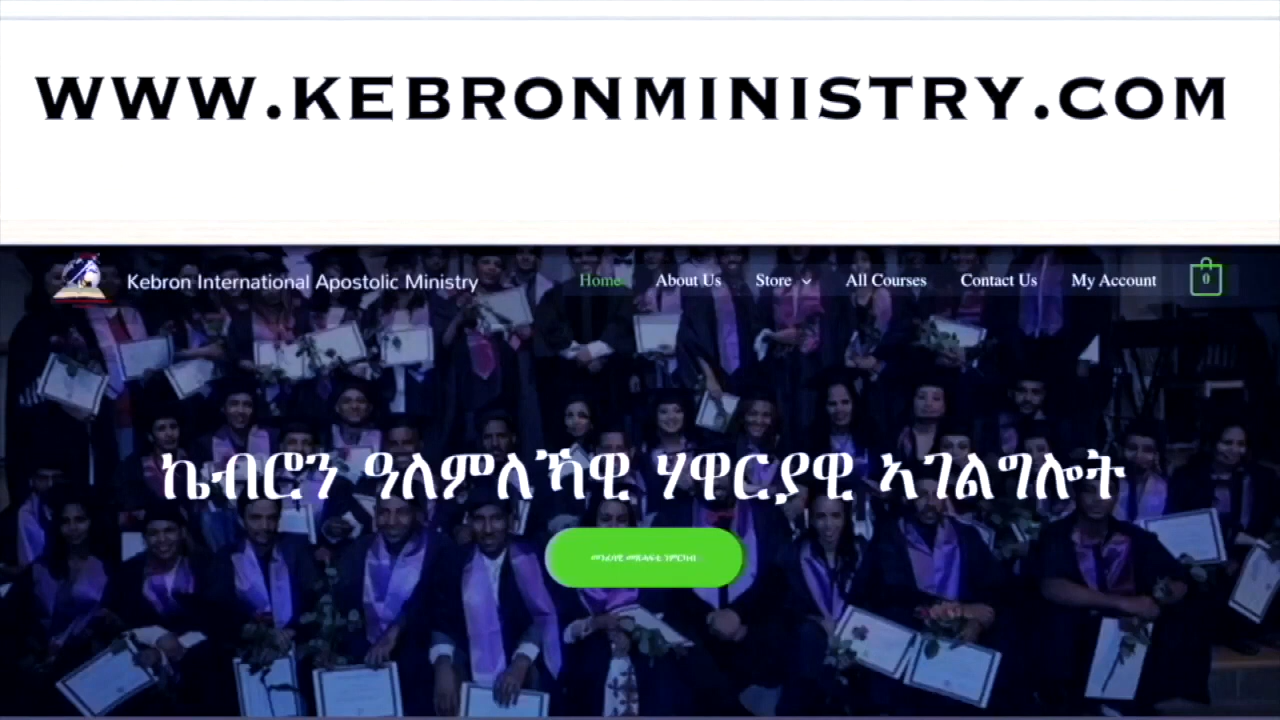 WWW.KEBRONMINISTRY.COM
Kebron International Apostolic Ministry Home About Us Store All Courses Contact Us My Account 0
ኬብሮን ዓለምለኻዊ ሃዋርያዊ ኣገልግሎት